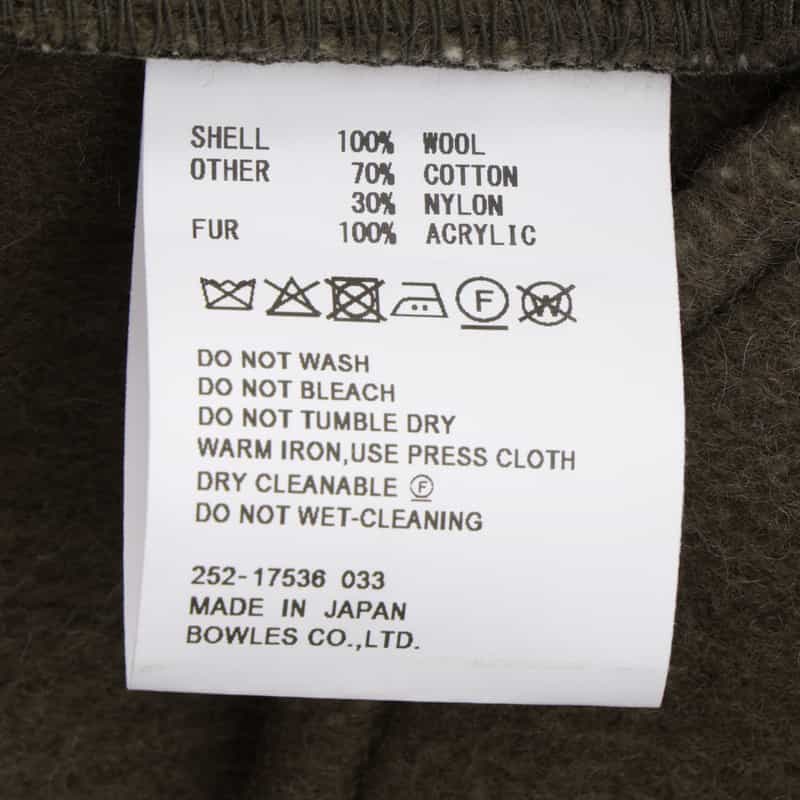 SHELL 100% WOOL
OTHER 70% COTTON
30% NYLON
FUR 100% ACRYLIC
F W
DO NOT WASH
DO NOT BLEACH
DO NOT TUMBLE DRY
WARM IRON,USE PRESS CLOTH
DRY CLEANABLE Ⓕ
DO NOT WET-CLEANING
252-17536 033
MADE IN JAPAN
BOWLES CO.,LTD.